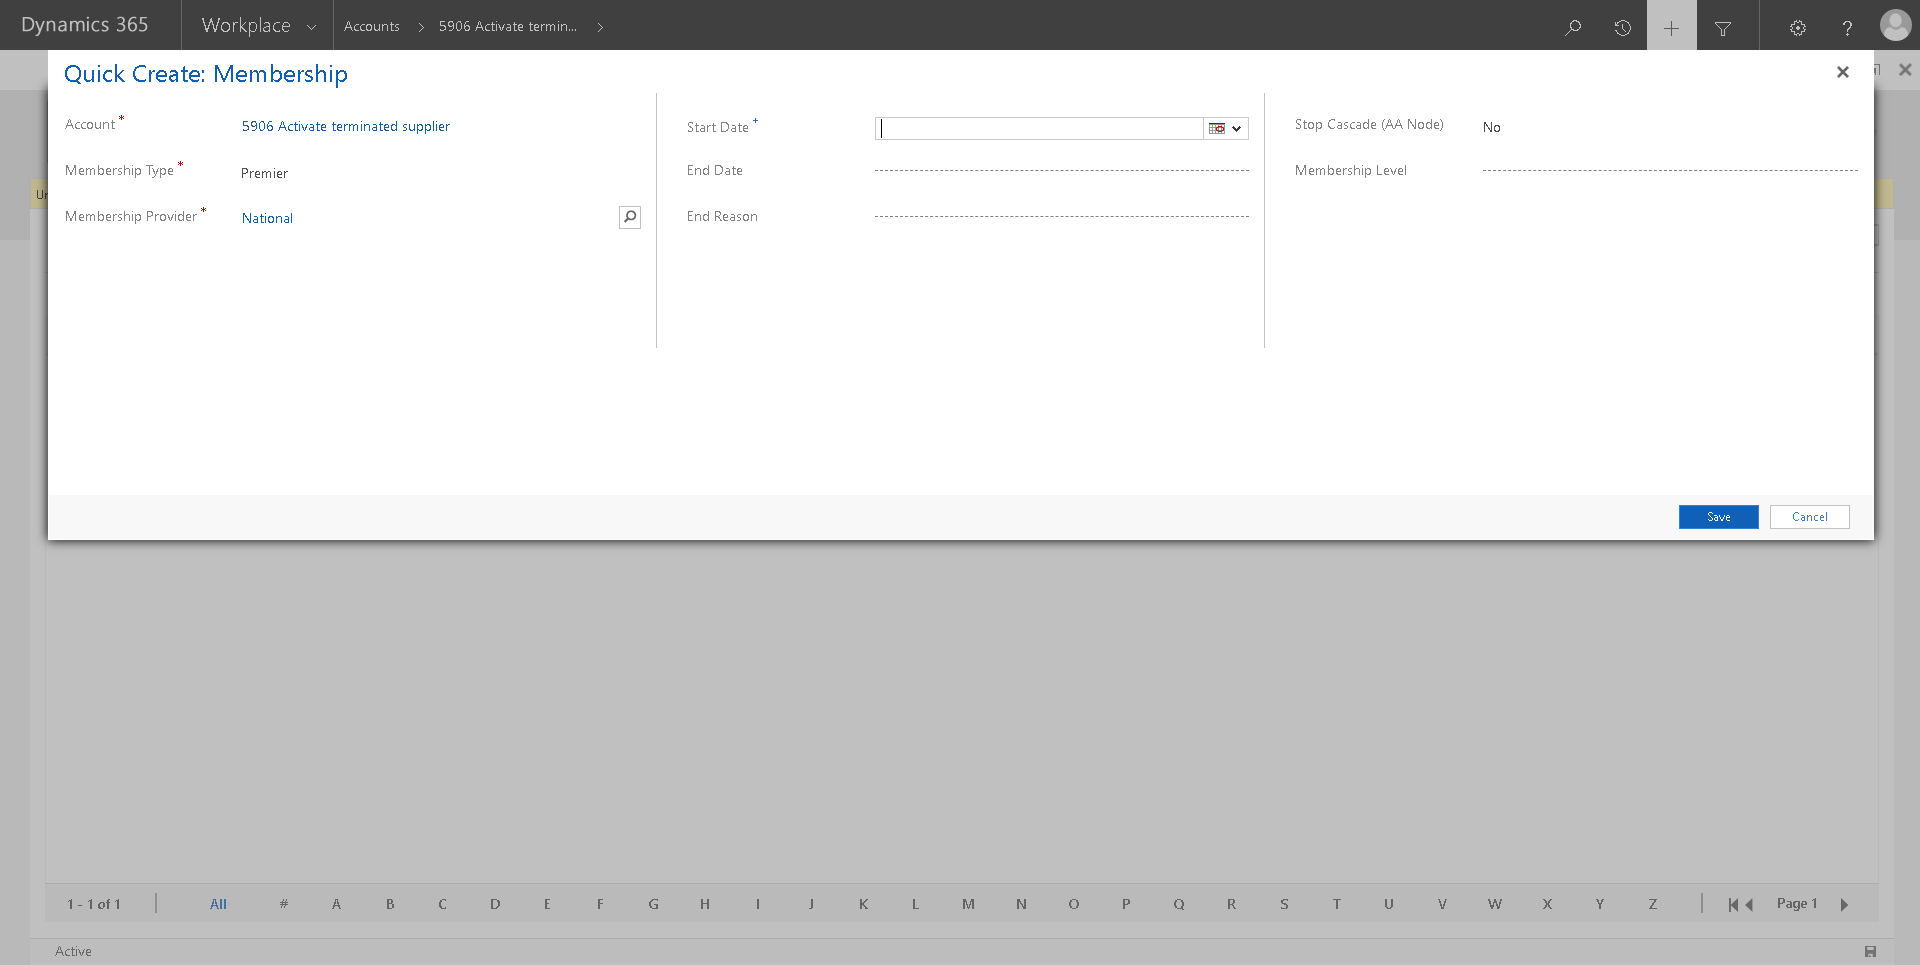 Dynamics 365 Workplace Accounts 5906 Activate termin... ?
Quick Create: Membership
Account * 5906 Activate terminated supplier
Membership Type * Premier
Membership Provider * National
Start Date +
End Date
End Reason
Stop Cascade (AA Node) No
Membership Level
Save Cancel
1 - 1 of 1 All # A B C D E F G H I J K L M N O P Q R S T U V W X Y Z Page 1
Active